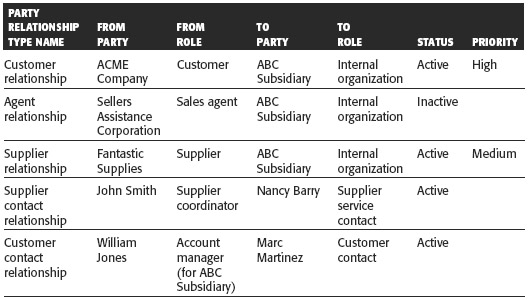 PARTY
RELATIONSHIP FROM FROM TO TO
TYPE NAME PARTY ROLE PARTY ROLE STATUS PRIORITY
Customer ACME Customer ABC Internal Active High
relationship Company Subsidiary organization
Agent Sellers Sales agent ABC Internal Inactive
relationship Assistance Subsidiary organization
Corporation
Supplier Fantastic Supplier ABC Internal Active Medium
relationship Supplies Subsidiary organization
Supplier John Smith Supplier Nancy Barry Supplier Active
contact coordinator service
relationship contact
Customer William Account Marc Customer Active
contact Jones manager Martinez contact
relationship (for ABC
Subsidiary)